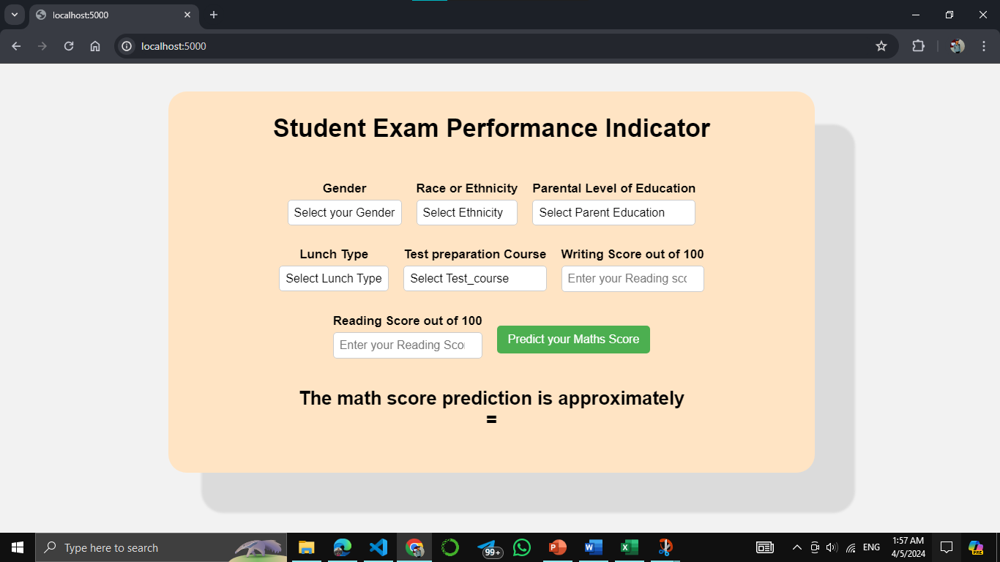 localhost:5000
localhost:5000
Student Exam Performance Indicator
Gender Race or Ethnicity Parental Level of Education
Select your Gender Select Ethnicity Select Parent Education
Lunch Type Test preparation Course Writing Score out of 100
Select Lunch Type Select Test_course Enter your Reading sco
Reading Score out of 100
Enter your Reading Sco Predict your Maths Score
The math score prediction is approximately
=
Type here to search 99+ ENG 1:57 AM
4/5/2024
PRE